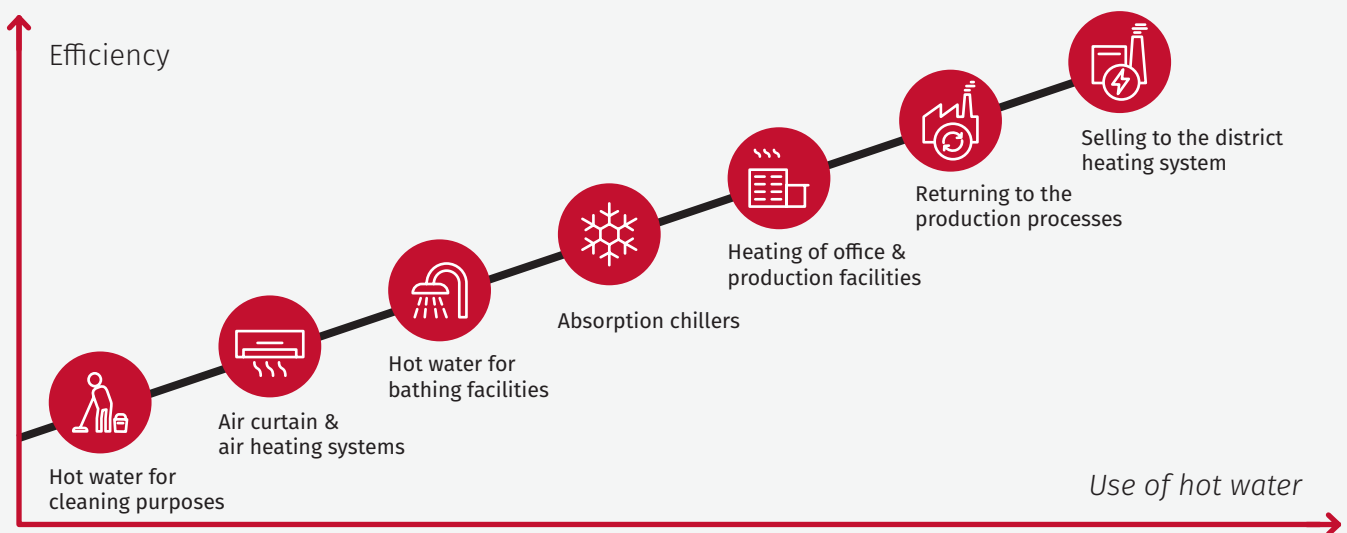 Efficiency
Selling to the district
heating system
Returning to the
production processes
Heating of office &
production facilities
Absorption chillers
Hot water for
bathing facilities
Air curtain &
air heating systems
Hot water for
cleaning purposes
Use of hot water